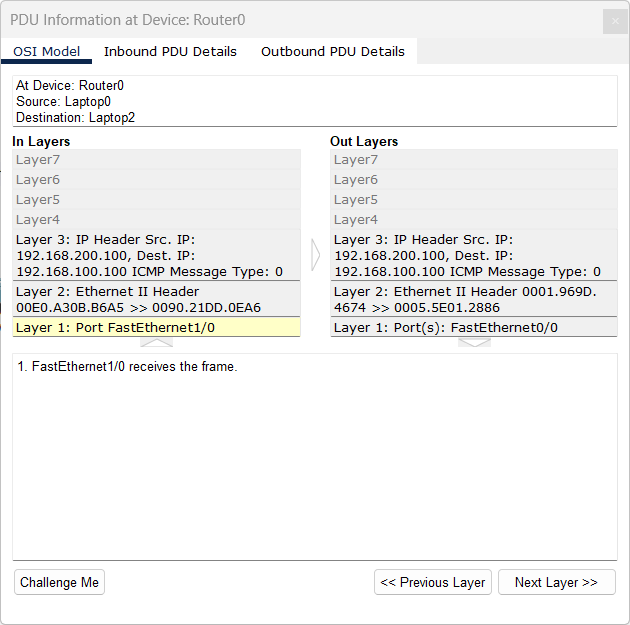 PDU Information at Device: Router0
OSI Model Inbound PDU Details Outbound PDU Details
At Device: Router0
Source: Laptop0
Destination: Laptop2
In Layers
Layer7
Layer6
Layer5
Layer4
Layer 3: IP Header Src. IP:
192.168.200.100, Dest. IP:
192.168.100.100 ICMP Message Type: 0
Layer 2: Ethernet II Header
00E0.A30B.B6A5 >> 0090.21DD.0EA6
Layer 1: Port FastEthernet1/0
Out Layers
Layer7
Layer6
Layer5
Layer4
Layer 3: IP Header Src. IP:
192.168.200.100, Dest. IP:
192.168.100.100 ICMP Message Type: 0
Layer 2: Ethernet II Header 0001.969D.
4674 >> 0005.5E01.2886
Layer 1: Port(s): FastEthernet0/0
1. FastEthernet1/0 receives the frame.
Challenge Me << Previous Layer Next Layer >>